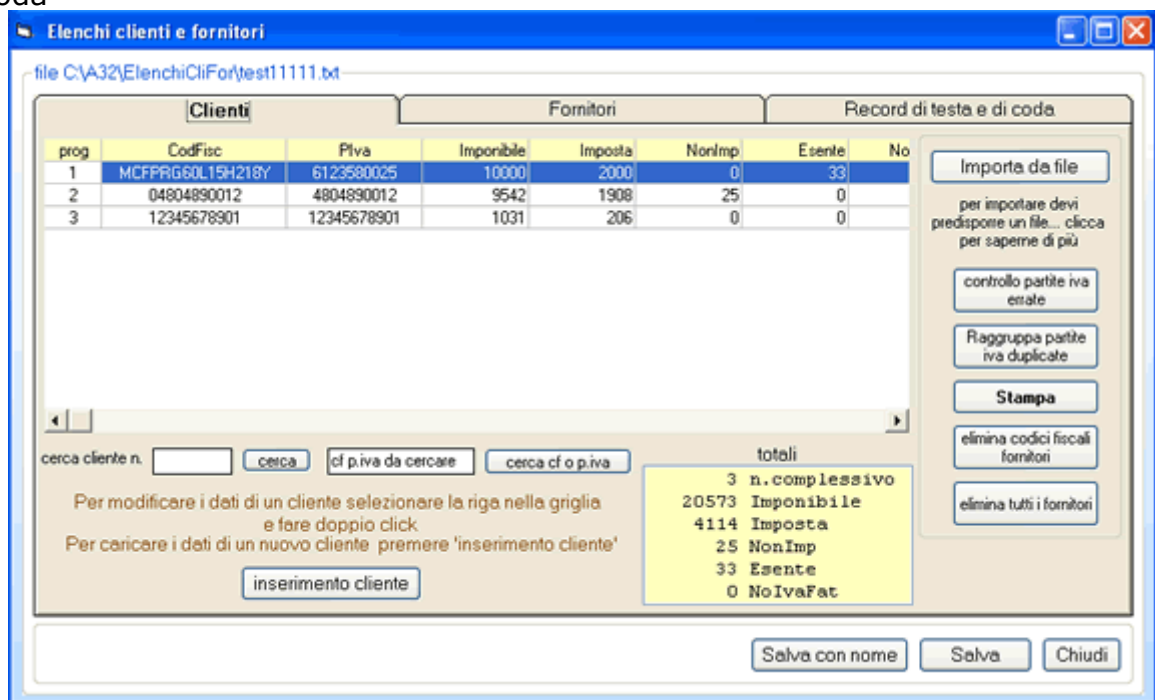 Elenchi clienti e fornitori
file C:\A32\ElenchiCliFor\test11111.txt
Clienti Fornitori Record di testa e di coda
prog CodFisc PIva Imponibile Imposta NonImp Esente No
1 MCFPRG60L15H218Y 6123580025 10000 2000 0 33
2 04804890012 4804890012 9542 1908 25 0
3 12345678901 12345678901 1031 206 0 0
Importa da file
per importare devi
predisporre un file... clicca
per saperne di più
controllo partite iva
errate
Raggruppa partite
iva duplicate
Stampa
elimina codici fiscali
fornitori
elimina tutti i fornitori
cerca cliente n. cerca cf p.iva da cercare cerca cf o p.iva
Per modificare i dati di un cliente selezionare la riga nella griglia
e fare doppio click
Per caricare i dati di un nuovo cliente premere 'inserimento cliente'
inserimento cliente
totali
3 n.complessivo
20573 Imponibile
4114 Imposta
25 NonImp
33 Esente
0 NoIvaFat
Salva con nome Salva Chiudi